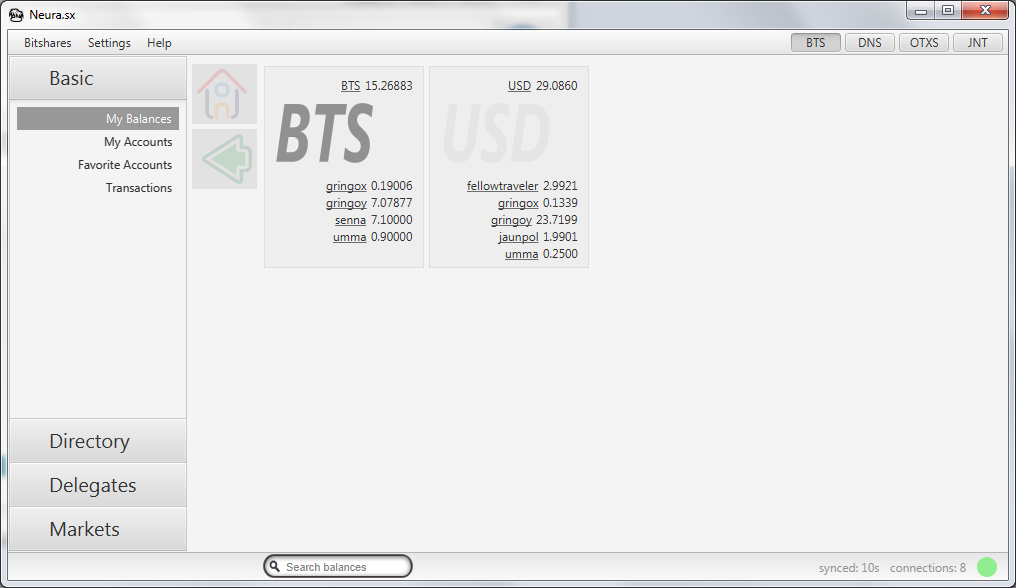 Neura.sx
Bitshares Settings Help BTS DNS OTXS JNT
Basic
My Balances
My Accounts
Favorite Accounts
Transactions
Directory
Delegates
Markets
BTS 15.26883
BTS
gringox 0.19006
gringoy 7.07877
senna 7.10000
umma 0.90000
USD 29.0860
USD
fellowtraveler 2.9921
gringox 0.1339
gringoy 23.7199
jaunpol 1.9901
umma 0.2500
Search balances
synced: 10s connections: 8